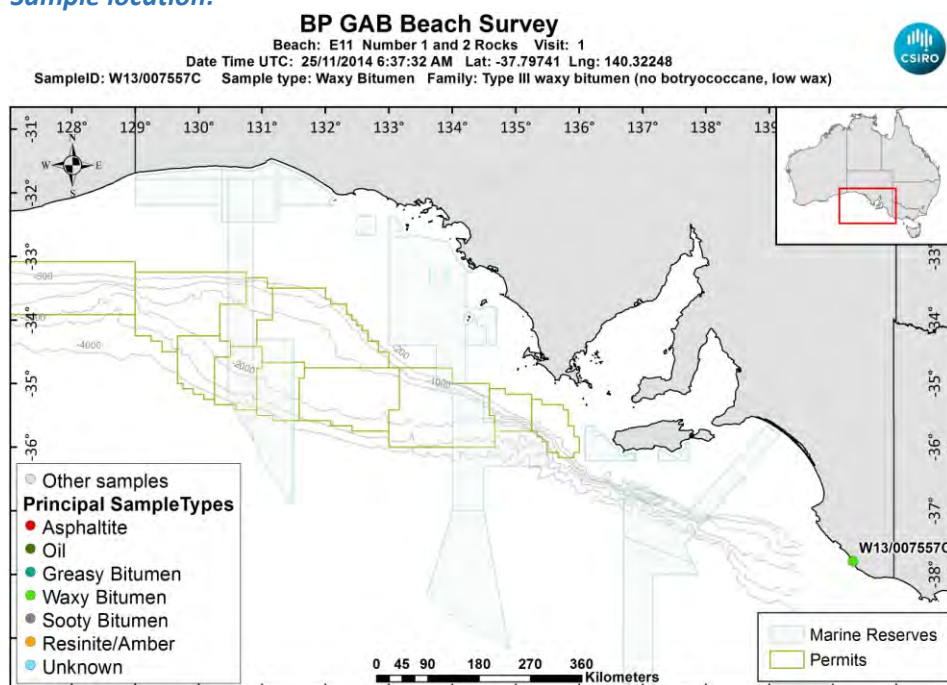 Sample location:
BP GAB Beach Survey
Beach: E11 Number 1 and 2 Rocks Visit: 1
Date Time UTC: 25/11/2014 6:37:32 AM Lat: -37.79741 Lng: 140.32248
SampleID: W13/007557C Sample type: Waxy Bitumen Family: Type III waxy bitumen (no botryococcane, low wax)
CSIRO
128° 129° 130° 131° 132° 133° 134° 135° 136° 137° 138° 139
-31°
N
W E
S
-32°
-33°
-34°
-35°
-36°
-34°
-35°
-36°
-37°
-38°
-200
-4000
-2000
-1000
W13/007557C
Other samples
Principal SampleTypes
Asphaltite
Oil
Greasy Bitumen
Waxy Bitumen
Sooty Bitumen
Resinite/Amber
Unknown
0 45 90 180 270 360
Kilometers
Marine Reserves
Permits